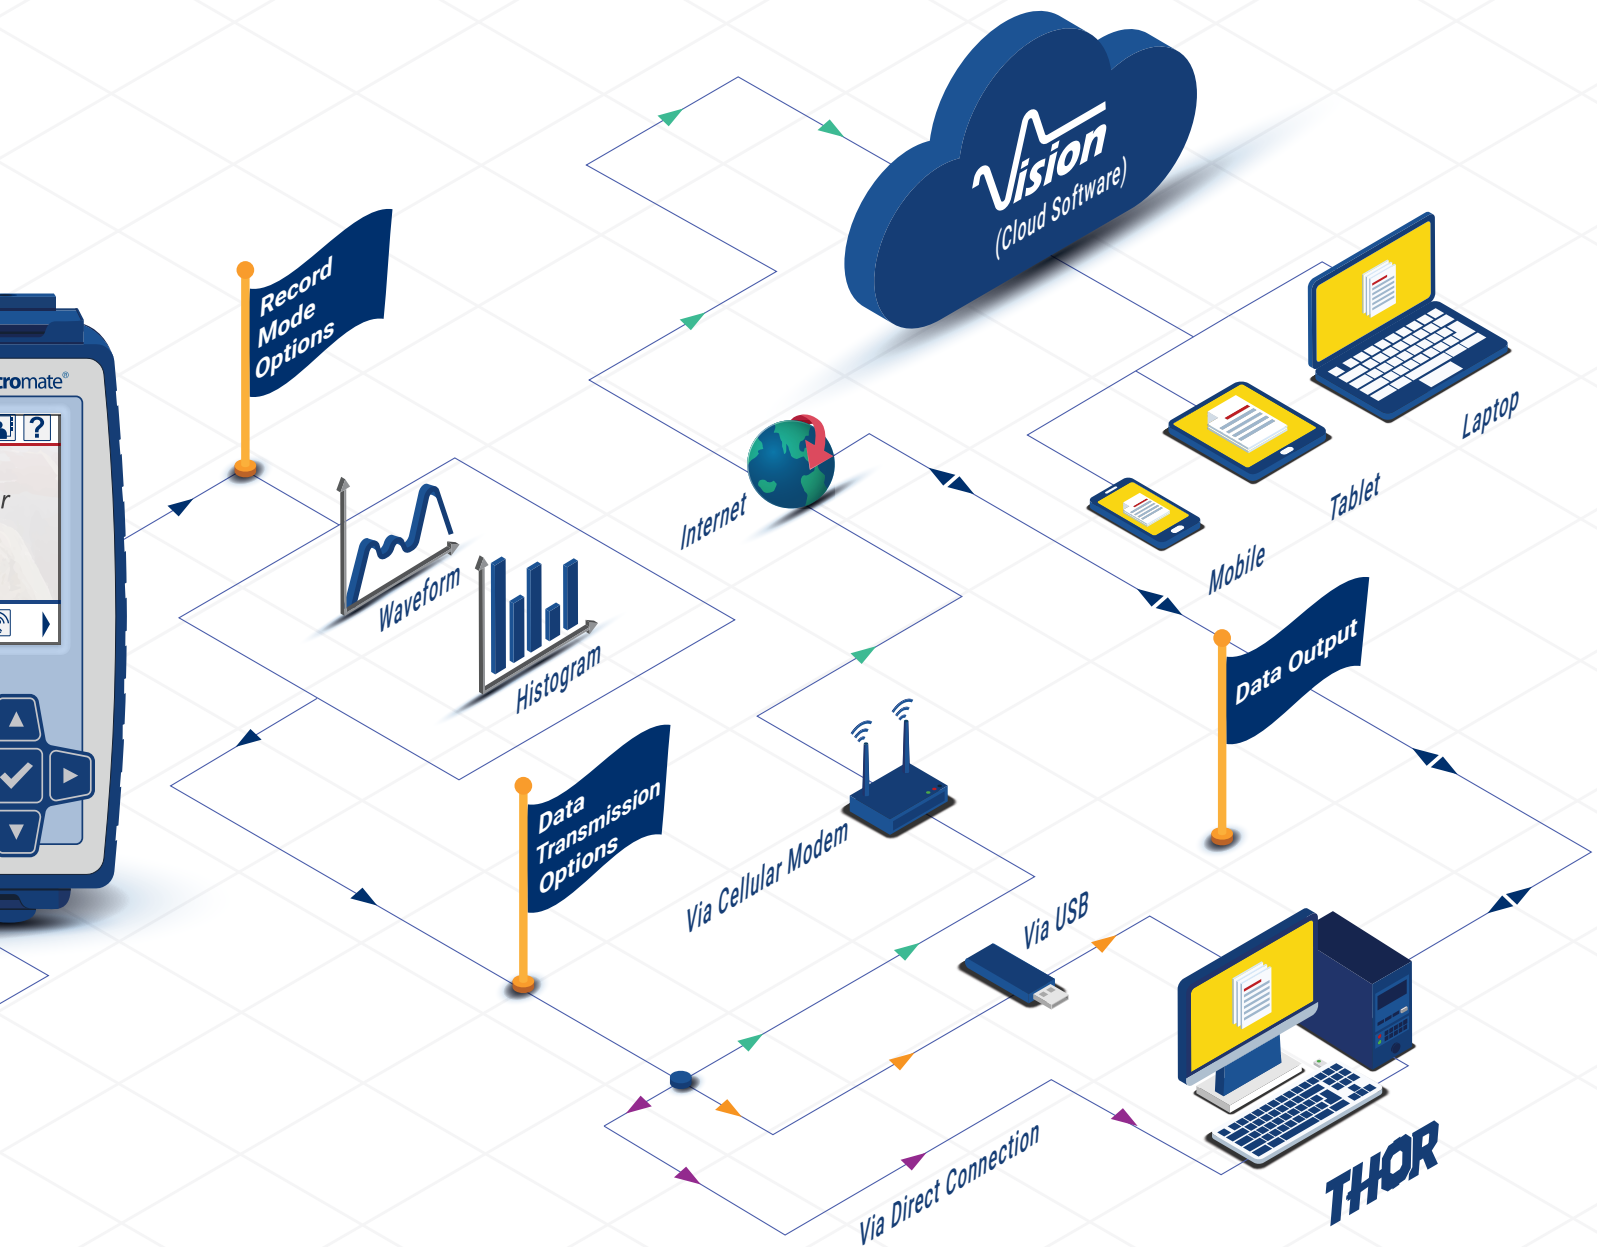 Vision
(Cloud Software)
Record
Mode
Options
tromate®
?
r
Waveform
Histogram
Internet
Laptop
Tablet
Mobile
Data Output
Data
Transmission
Options
Via Cellular Modem
Via USB
Via Direct Connection
THOR